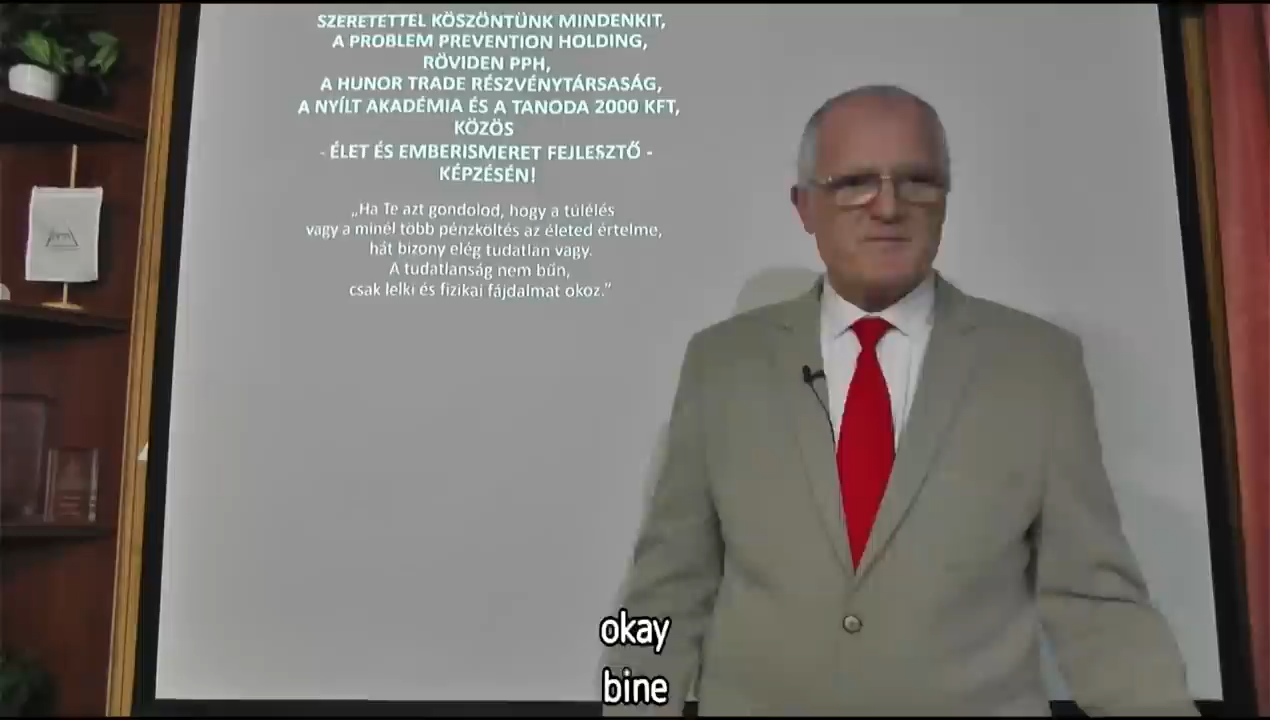 SZERETETTEL KÖSZÖNTÜNK MINDENKIT,
A PROBLEM PREVENTION HOLDING,
RÖVIDEN PPH,
A HUNOR TRADE RÉSZVÉNYTÁRSASÁG,
A NYÍLT AKADÉMIA ÉS A TANODA 2000 KFT,
KÖZÖS
- ÉLET ÉS EMBERISMERET FEJLESZTŐ -
KÉPZÉSÉN!
„Ha Te azt gondolod, hogy a túlélés
vagy a minél több pénzköltés az életed értelme,
hát bizony elég tudatlan vagy.
A tudatlanság nem bűn,
csak lelki és fizikai fájdalmat okoz.”
okay
bine